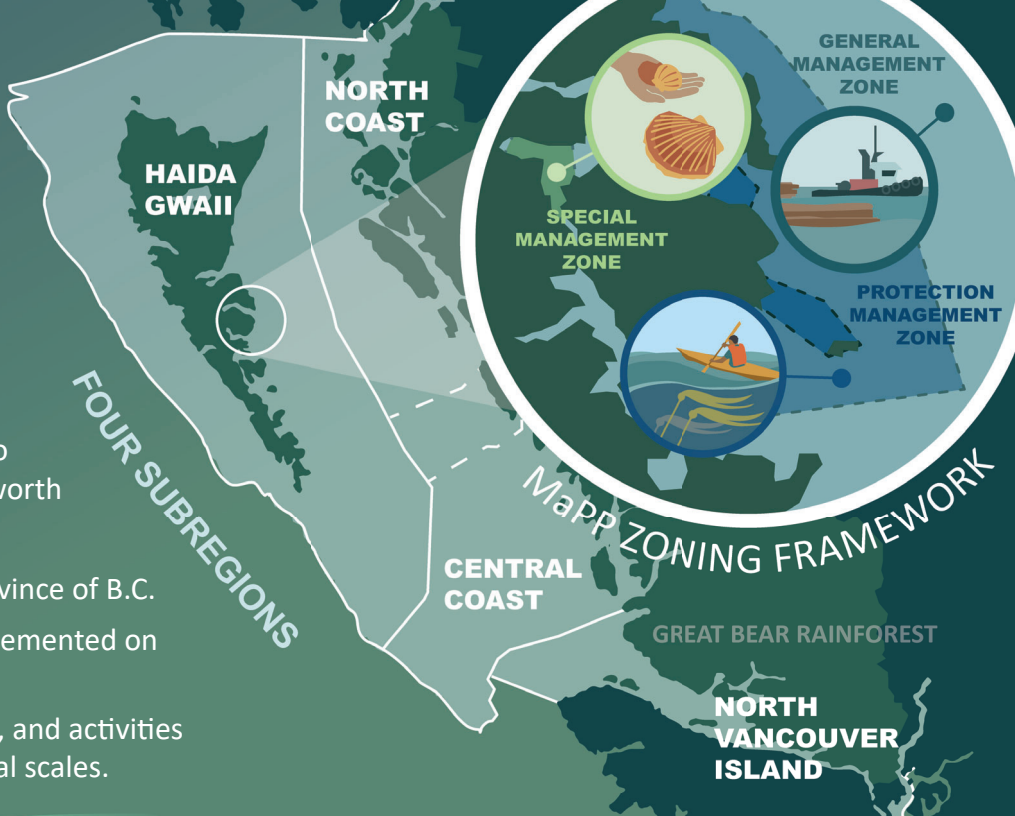 NORTH
COAST
HAIDA
GWAII
GENERAL
MANAGEMENT
ZONE
SPECIAL
MANAGEMENT
ZONE
PROTECTION
MANAGEMENT
ZONE
MaPP ZONING FRAMEWORK
FOUR SUBREGIONS
CENTRAL
COAST
GREAT BEAR RAINFOREST
NORTH
VANCOUVER
ISLAND
worth
vince of B.C.
emented on
, and activities
al scales.